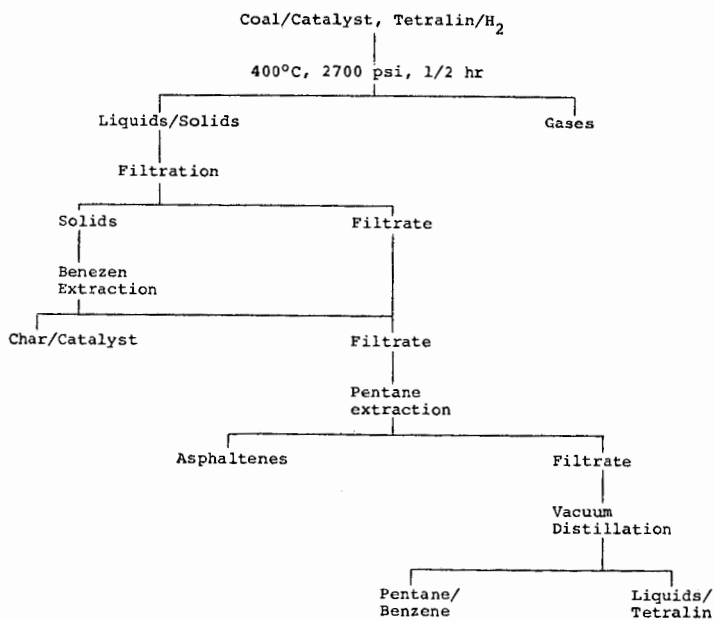 Coal/Catalyst, Tetralin/H2
400°C, 2700 psi, 1/2 hr
Liquids/Solids
Gases
Filtration
Solids
Filtrate
Benezen
Extraction
Char/Catalyst
Filtrate
Pentane
extraction
Asphaltenes
Filtrate
Vacuum
Distillation
Pentane/
Benzene
Liquids/
Tetralin